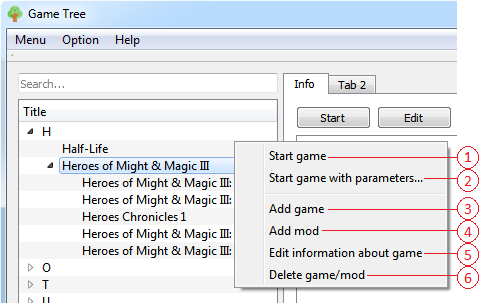 Game Tree
Menu Option Help
Search...
Info Tab 2
Title
Start Edit
H
Half-Life
Heroes of Might & Magic III
Heroes of Might & Magic III:
Heroes of Might & Magic III:
Heroes Chronicles 1
Heroes of Might & Magic III:
Heroes of Might & Magic III:
O
T
U
Start game 1
Start game with parameters... 2
Add game 3
Add mod 4
Edit information about game 5
Delete game/mod 6